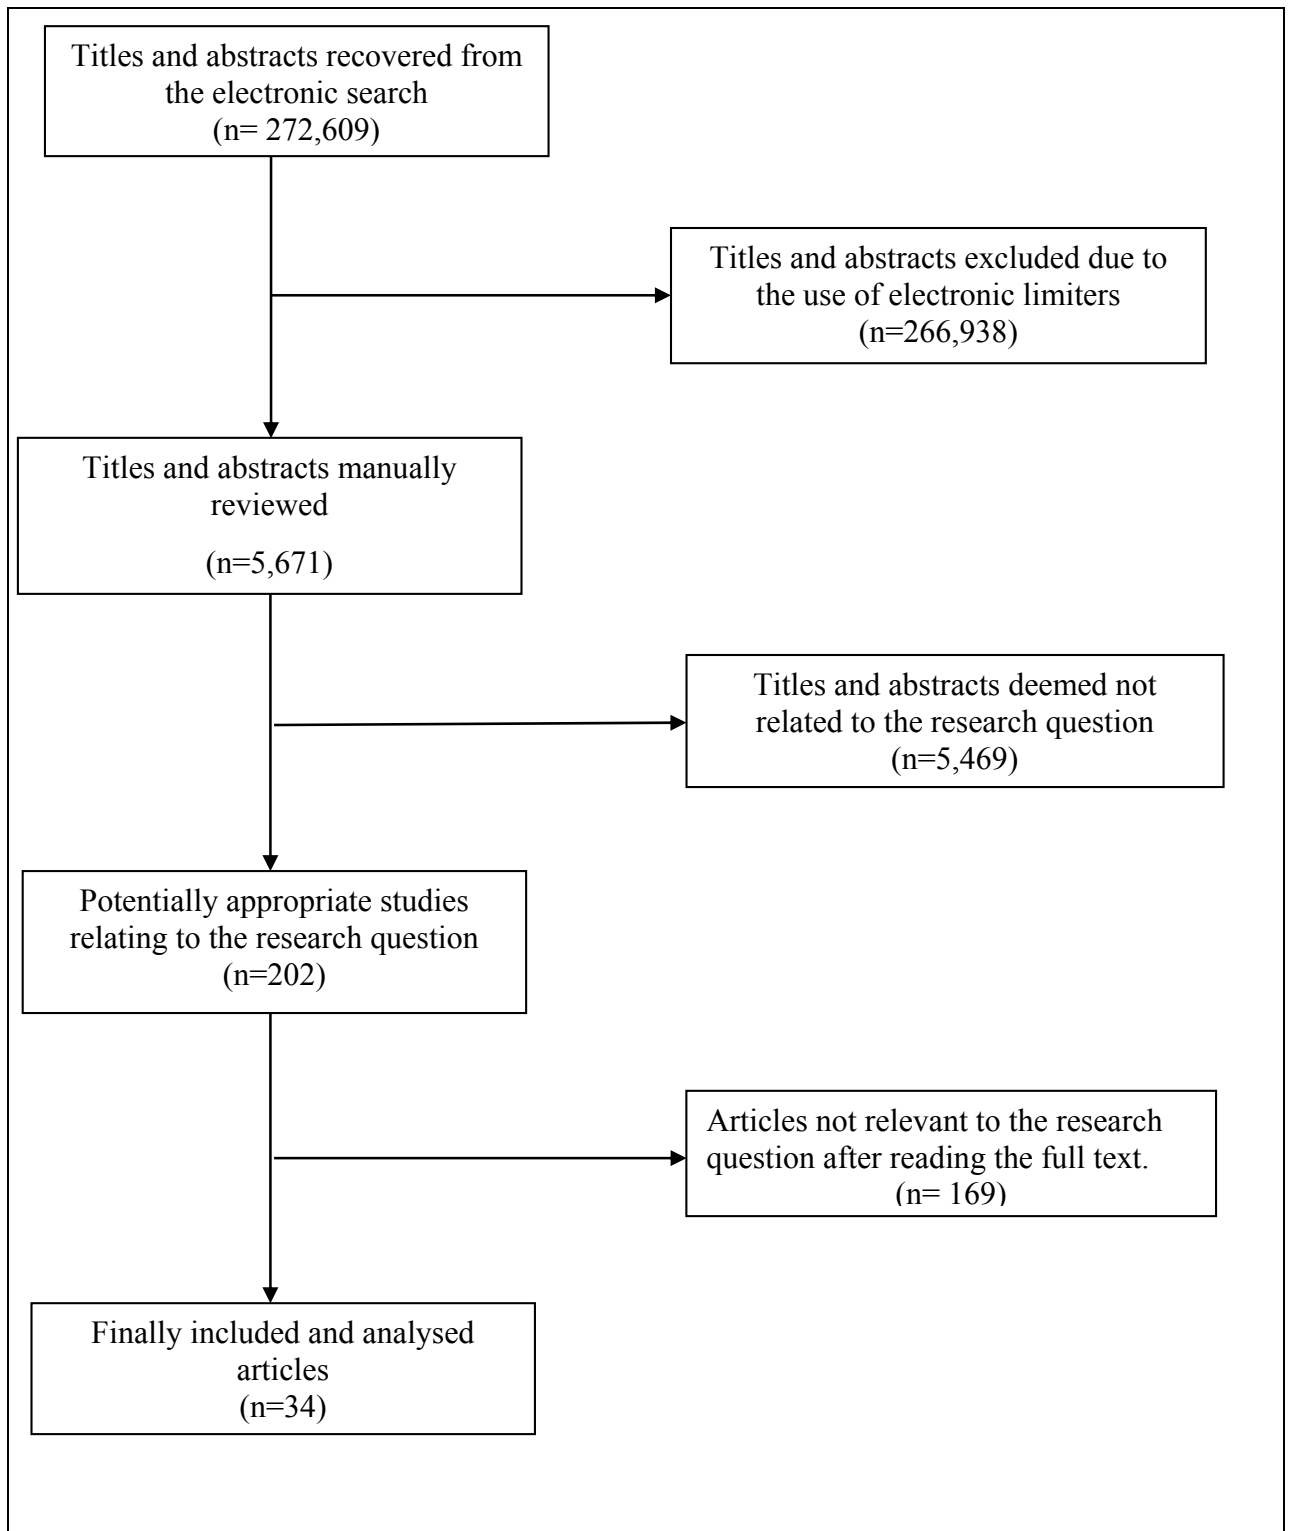 Titles and abstracts recovered from
the electronic search
(n= 272,609)
Titles and abstracts excluded due to
the use of electronic limiters
(n=266,938)
Titles and abstracts manually
reviewed
(n=5,671)
Titles and abstracts deemed not
related to the research question
(n=5,469)
Potentially appropriate studies
relating to the research question
(n=202)
Articles not relevant to the research
question after reading the full text.
(n= 169)
Finally included and analysed
articles
(n=34)